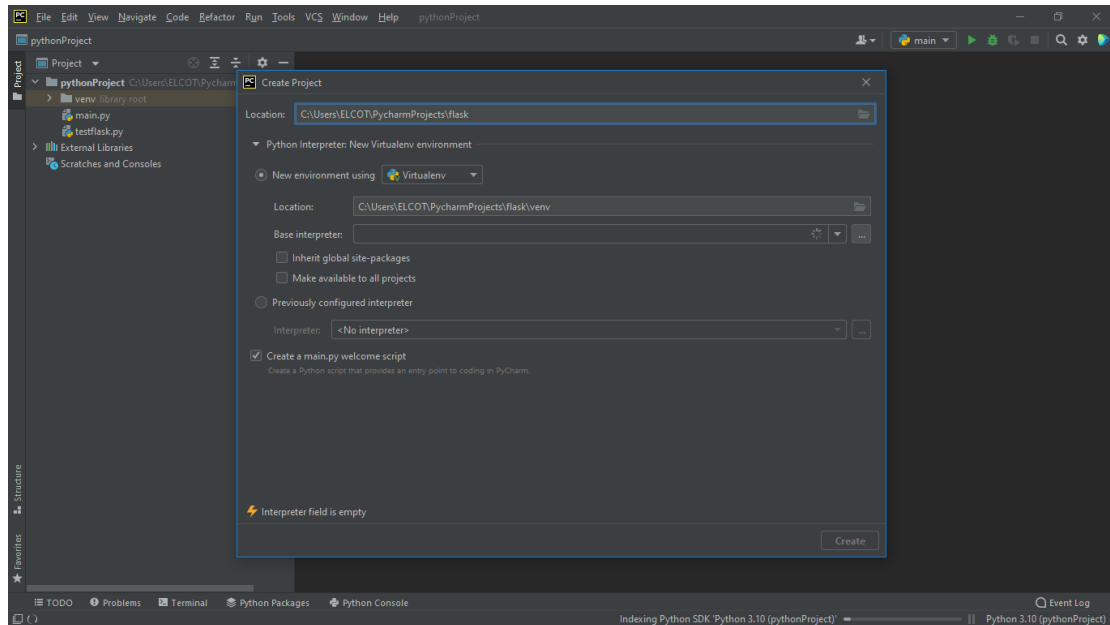 PC File Edit View Navigate Code Refactor Run Tools VCS Window Help pythonProject
pythonProject main
Project Project
pythonProject C:\Users\ELCOT\Pycharm
venv library root
main.py
testflask.py
External Libraries
Scratches and Consoles
PC Create Project
Location: C:\Users\ELCOT\PycharmProjects\flask
Python Interpreter: New Virtualenv environment
New environment using Virtualenv
Location: C:\Users\ELCOT\PycharmProjects\flask\venv
Base interpreter: ...
Inherit global site-packages
Make available to all projects
Previously configured interpreter
Interpreter: <No interpreter> ...
Create a main.py welcome script
Create a Python script that provides an entry point to coding in PyCharm.
Interpreter field is empty
Create
Structure
Favorites
TODO Problems Terminal Python Packages Python Console Event Log
Indexing Python SDK 'Python 3.10 (pythonProject)' Python 3.10 (pythonProject)